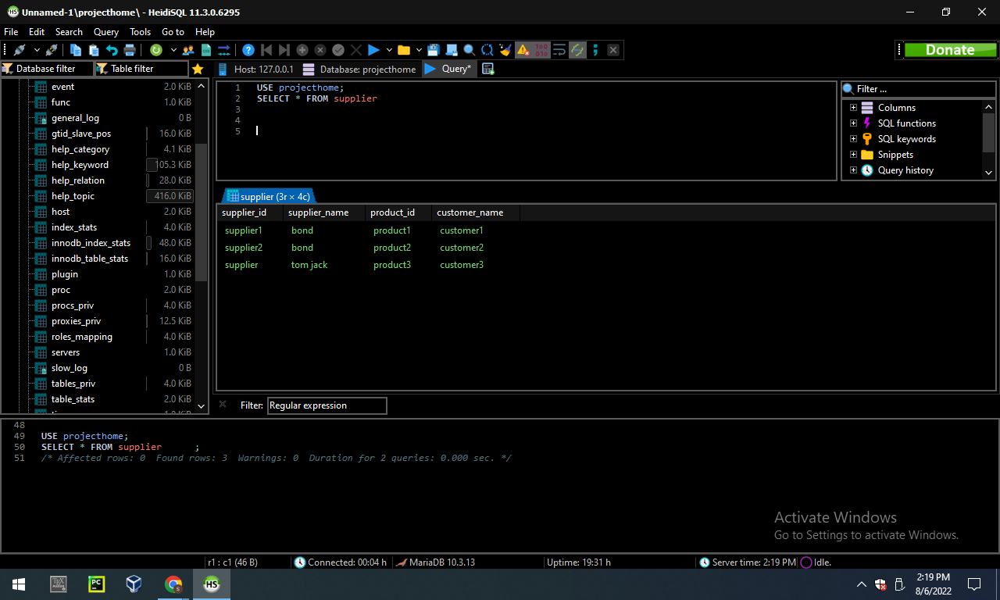 Unnamed-1\projecthome\ - HeidiSQL 11.3.0.6295
File Edit Search Query Tools Go to Help
Donate
Database filter Table filter
Host: 127.0.0.1 Database: projecthome Query*
event 2.0 KiB
func 1.0 KiB
general_log 0 B
gtid_slave_pos 16.0 KiB
help_category 4.1 KiB
help_keyword 105.3 KiB
help_relation 28.0 KiB
help_topic 416.0 KiB
host 2.0 KiB
index_stats 4.0 KiB
innodb_index_stats 48.0 KiB
innodb_table_stats 16.0 KiB
plugin 1.0 KiB
proc 2.0 KiB
procs_priv 4.0 KiB
proxies_priv 12.5 KiB
roles_mapping 4.0 KiB
servers 1.0 KiB
slow_log 0 B
tables_priv 4.0 KiB
table_stats 2.0 KiB
1 USE projecthome;
2 SELECT * FROM supplier
3
4
5
Filter ...
Columns
SQL functions
SQL keywords
Snippets
Query history
supplier (3r × 4c)
supplier_id supplier_name product_id customer_name
supplier1 bond product1 customer1
supplier2 bond product2 customer2
supplier tom jack product3 customer3
Filter: Regular expression
48
49 USE projecthome;
50 SELECT * FROM supplier ;
51 /* Affected rows: 0 Found rows: 3 Warnings: 0 Duration for 2 queries: 0.000 sec. */
Activate Windows
Go to Settings to activate Windows.
r1 : c1 (46 B) Connected: 00:04 h MariaDB 10.3.13 Uptime: 19:31 h Server time: 2:19 PM Idle.
2:19 PM
8/6/2022